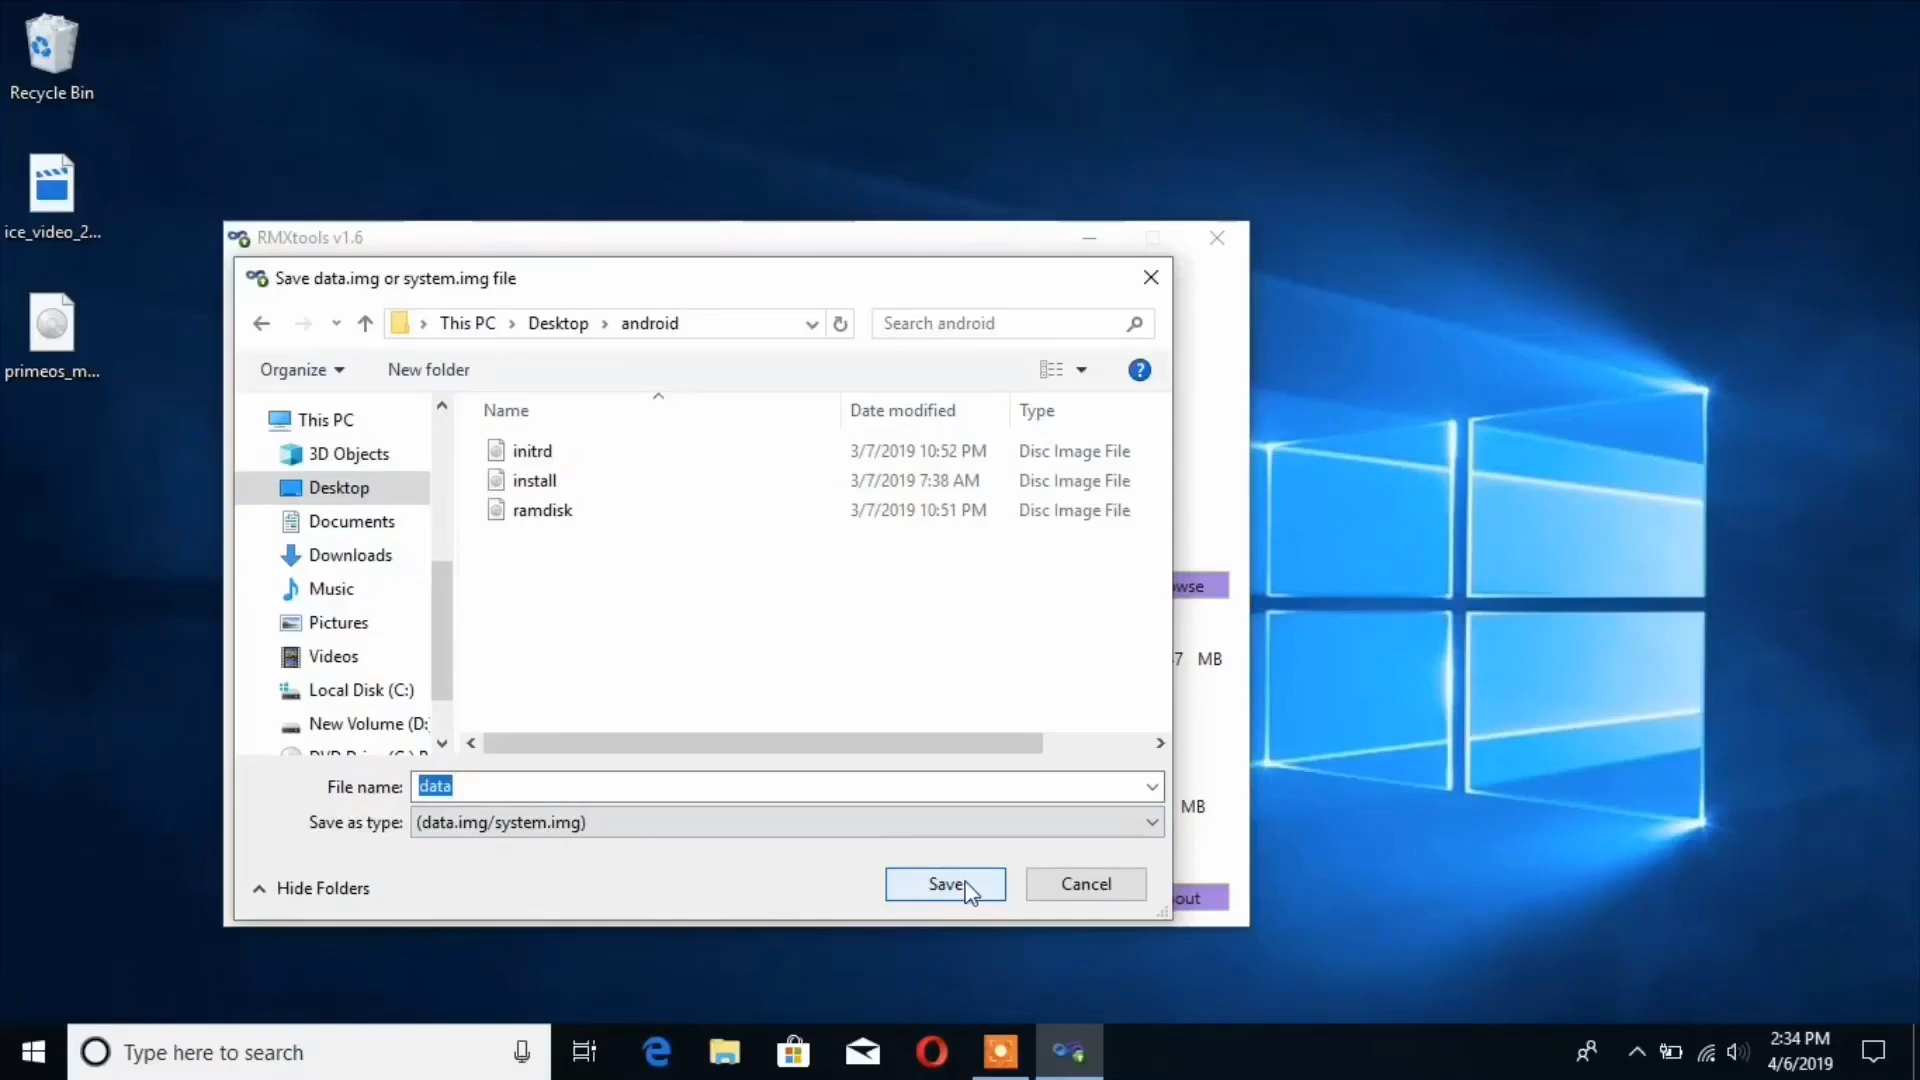 Recycle Bin
ice_video_2...
primeos_m...
RMXtools v1.6
Save data.img or system.img file
This PC
Desktop
android
Search android
Organize
New folder
Name
Date modified
Type
This PC
3D Objects
Desktop
Documents
Downloads
Music
Pictures
Videos
Local Disk (C:)
New Volume (D:
initrd 3/7/2019 10:52 PM Disc Image File
install 3/7/2019 7:38 AM Disc Image File
ramdisk 3/7/2019 10:51 PM Disc Image File
wse
7 MB
MB
File name: data
Save as type: (data.img/system.img)
Hide Folders
Save
Cancel
out
Type here to search
2:34 PM
4/6/2019